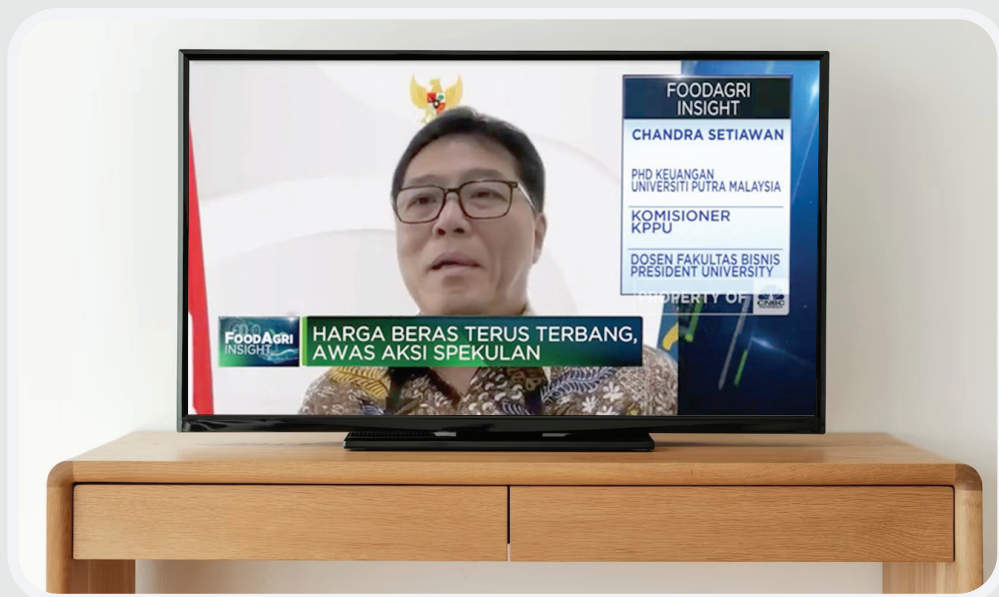 FOODAGRI
INSIGHT
CHANDRA SETIAWAN
PHD KEUANGAN
UNIVERSITI PUTRA MALAYSIA
KOMISIONER
KPPU
DOSEN FAKULTAS BISNIS
PRESIDENT UNIVERSITY
PROPERTY OF
CNBC
FOODAGRI
INSIGHT
HARGA BERAS TERUS TERBANG,
AWAS AKSI SPEKULAN